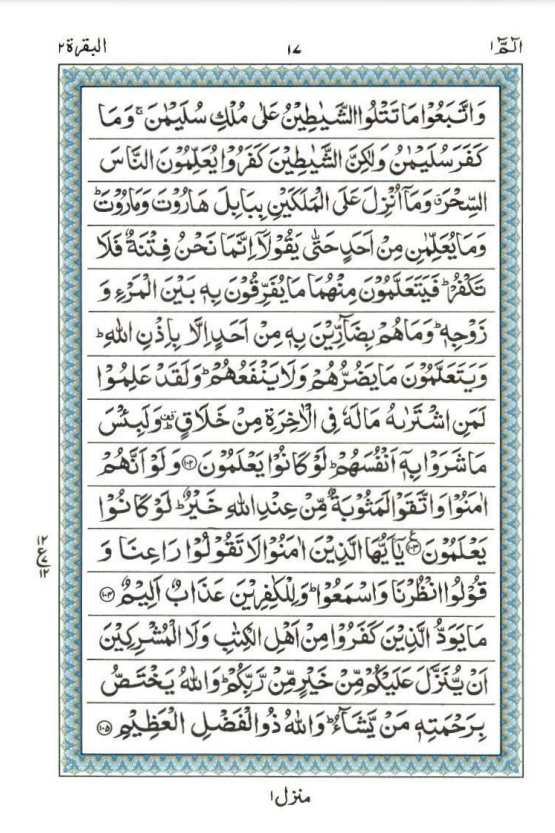 الٓمّٓ ١ ١٧ البقرة ٢
وَاتَّبَعُوْا مَا تَتْلُوا الشَّيٰطِيْنُ عَلٰى مُلْكِ سُلَيْمٰنَ ۚ وَمَا
كَفَرَ سُلَيْمٰنُ وَلٰكِنَّ الشَّيٰطِيْنَ كَفَرُوْا يُعَلِّمُوْنَ النَّاسَ
السِّحْرَ ۗ وَمَاۤ اُنْزِلَ عَلَى الْمَلَكَيْنِ بِبَابِلَ هَارُوْتَ وَمَارُوْتَ ؕ
وَمَا يُعَلِّمٰنِ مِنْ اَحَدٍ حَتّٰى يَقُوْلَاۤ اِنَّمَا نَحْنُ فِتْنَةٌ فَلَا
تَكْفُرْ ؕ فَيَتَعَلَّمُوْنَ مِنْهُمَا مَا يُفَرِّقُوْنَ بِهٖ بَيْنَ الْمَرْءِ وَ
زَوْجِهٖ ؕ وَمَا هُمْ بِضَآرِّيْنَ بِهٖ مِنْ اَحَدٍ اِلَّا بِاِذْنِ اللّٰهِ ؕ
وَيَتَعَلَّمُوْنَ مَا يَضُرُّهُمْ وَلَا يَنْفَعُهُمْ ؕ وَلَقَدْ عَلِمُوْا
لَمَنِ اشْتَرٰىهُ مَا لَهٗ فِى الْاٰخِرَةِ مِنْ خَلَاقٍ ؕ وَلَبِئْسَ
مَا شَرَوْا بِهٖۤ اَنْفُسَهُمْ ؕ لَوْ كَانُوْا يَعْلَمُوْنَ ﴿١٠٢﴾ وَلَوْ اَنَّهُمْ
اٰمَنُوْا وَاتَّقَوْا لَمَثُوْبَةٌ مِّنْ عِنْدِ اللّٰهِ خَيْرٌ ؕ لَوْ كَانُوْا
يَعْلَمُوْنَ ﴿١٠٣﴾ يٰۤاَيُّهَا الَّذِيْنَ اٰمَنُوْا لَا تَقُوْلُوْا رَاعِنَا وَ
١٢ ع ٧ ١٢
قُوْلُوا انْظُرْنَا وَاسْمَعُوْا ؕ وَلِلْكٰفِرِيْنَ عَذَابٌ اَلِيْمٌ ﴿١٠٤﴾
مَا يَوَدُّ الَّذِيْنَ كَفَرُوْا مِنْ اَهْلِ الْكِتٰبِ وَلَا الْمُشْرِكِيْنَ
اَنْ يُّنَزَّلَ عَلَيْكُمْ مِّنْ خَيْرٍ مِّنْ رَّبِّكُمْ ؕ وَاللّٰهُ يَخْتَصُّ
بِرَحْمَتِهٖ مَنْ يَّشَآءُ ؕ وَاللّٰهُ ذُو الْفَضْلِ الْعَظِيْمِ ﴿١٠٥﴾
منزل ١